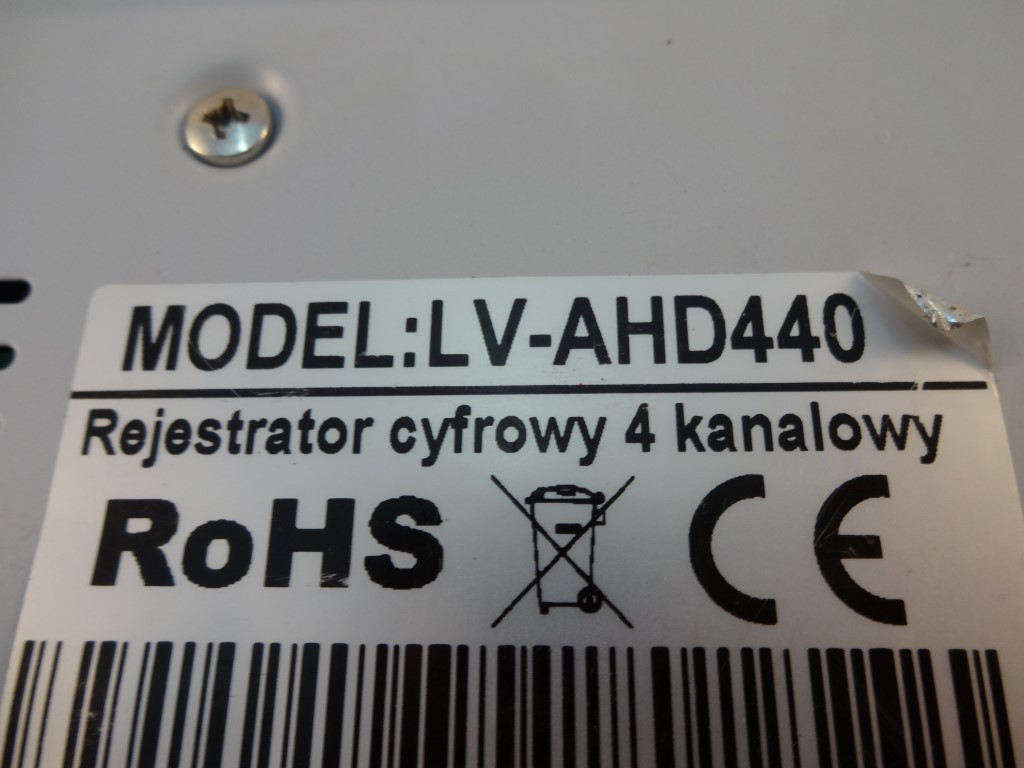 MODEL:LV-AHD440
Rejestrator cyfrowy 4 kanalowy
RoHS CE